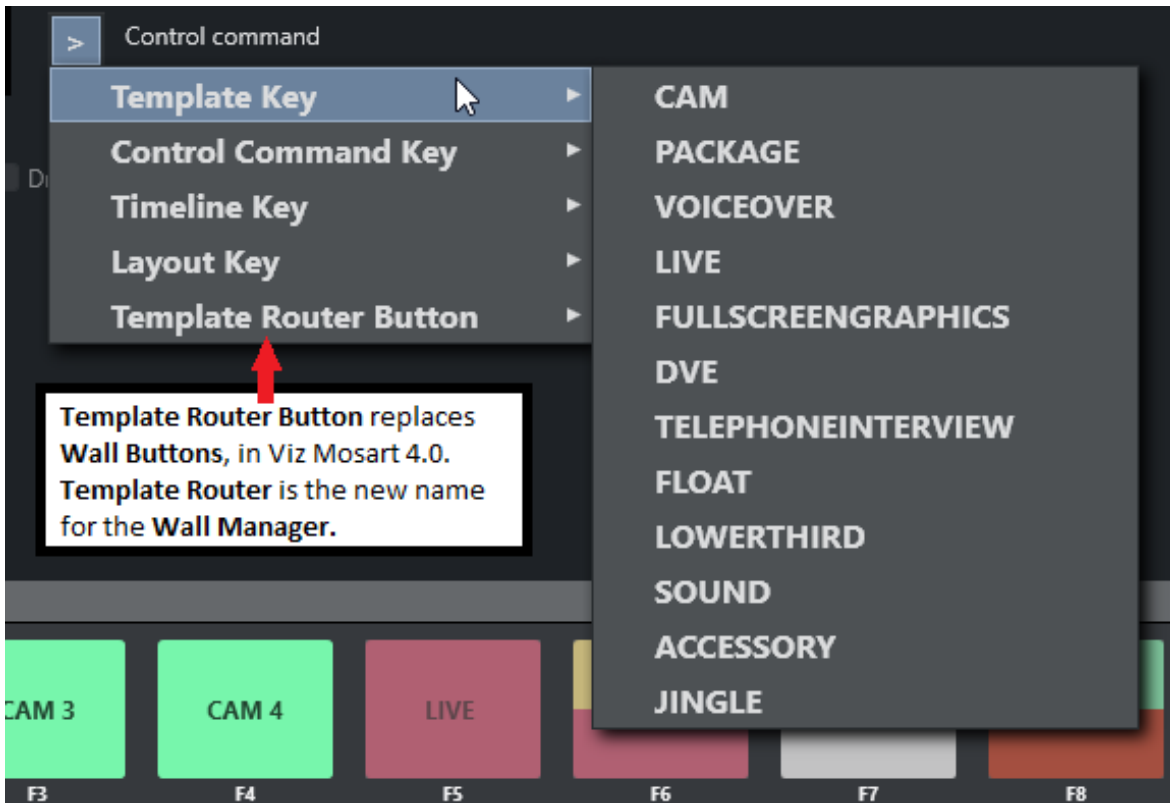 > Control command
Template Key
Control Command Key
Timeline Key
Layout Key
Template Router Button
CAM
PACKAGE
VOICEOVER
LIVE
FULLSCREENGRAPHICS
DVE
TELEPHONEINTERVIEW
FLOAT
LOWERTHIRD
SOUND
ACCESSORY
JINGLE
Template Router Button replaces
Wall Buttons, in Viz Mosart 4.0.
Template Router is the new name
for the Wall Manager.
CAM 3 CAM 4 LIVE
F3 F4 F5 F6 F7 F8